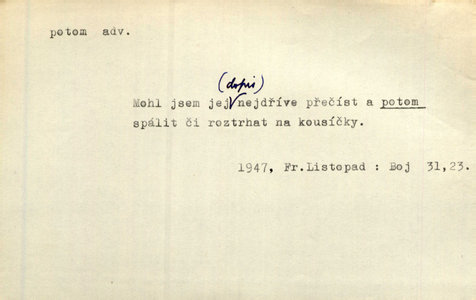 potom adv.
(dopis)
Mohl jsem jej nejdříve přečíst a potom
spálit či roztrhat na kousíčky.
1947, Fr.Listopad : Boj 31,23.